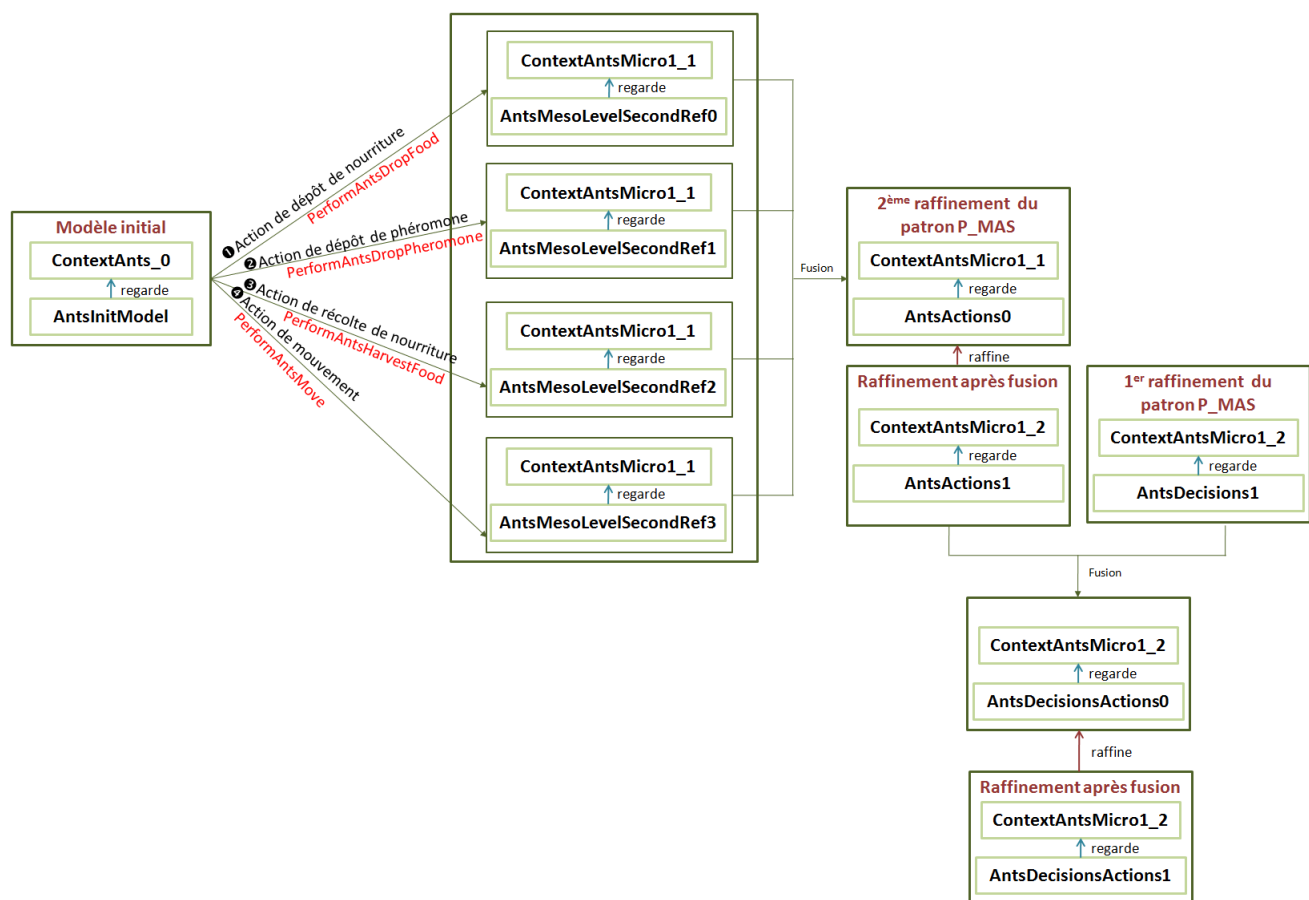 Modèle initial
ContextAnts_0
regarde
AntsInitModel
❶Action de dépôt de nourriture
PerformAntsDropFood
❷ Action de dépôt de phéromone
PerformAntsDropPheromone
❸Action de récolte de nourriture
PerformAntsHarvestFood
❹Action de mouvement
PerformAntsMove
ContextAntsMicro1_1
regarde
AntsMesoLevelSecondRef0
ContextAntsMicro1_1
regarde
AntsMesoLevelSecondRef1
ContextAntsMicro1_1
regarde
AntsMesoLevelSecondRef2
ContextAntsMicro1_1
regarde
AntsMesoLevelSecondRef3
Fusion
2ème raffinement du
patron P_MAS
ContextAntsMicro1_1
regarde
AntsActions0
raffine
Raffinement après fusion
ContextAntsMicro1_2
regarde
AntsActions1
1er raffinement du
patron P_MAS
ContextAntsMicro1_2
regarde
AntsDecisions1
Fusion
ContextAntsMicro1_2
regarde
AntsDecisionsActions0
raffine
Raffinement après fusion
ContextAntsMicro1_2
regarde
AntsDecisionsActions1